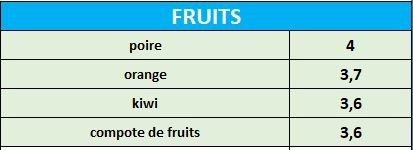 FRUITS
poire 4
orange 3,7
kiwi 3,6
compote de fruits 3,6